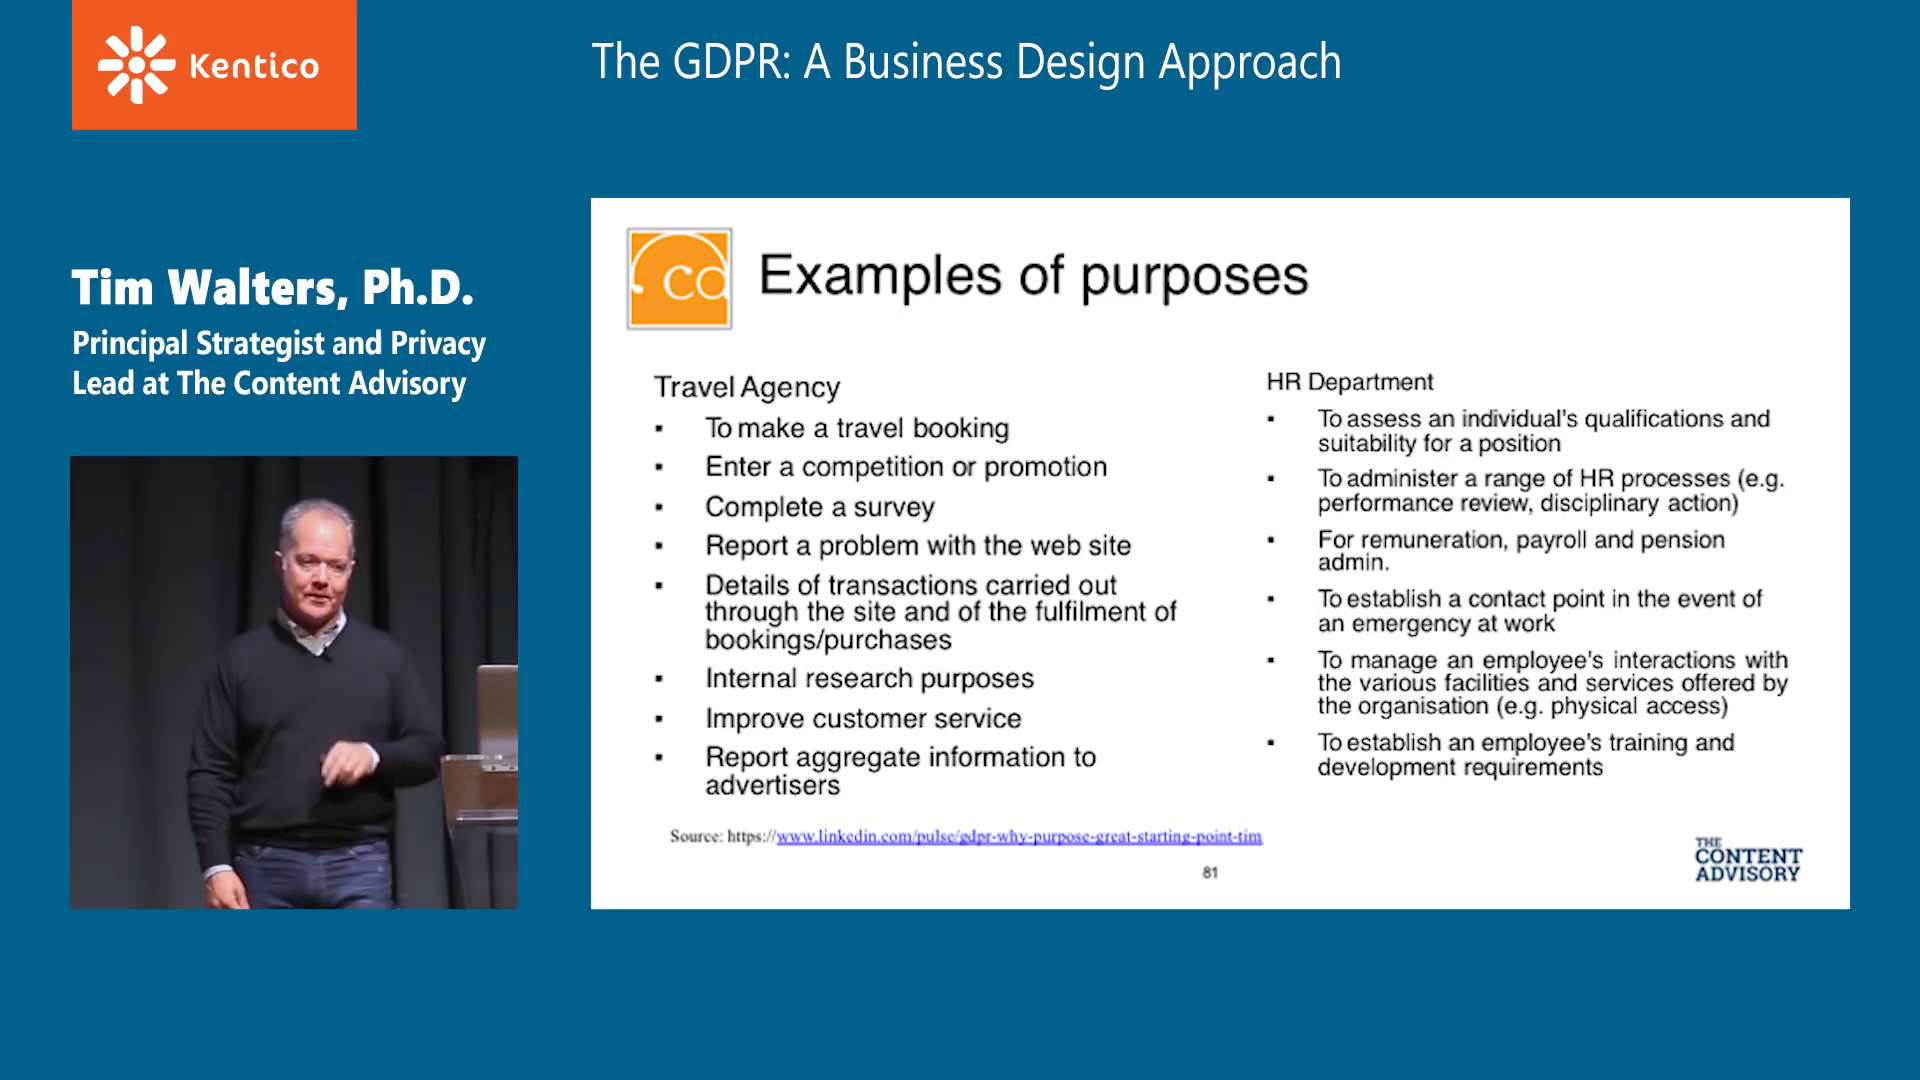 Kentico
The GDPR: A Business Design Approach
Tim Walters, Ph.D.
Principal Strategist and Privacy
Lead at The Content Advisory
Examples of purposes
Travel Agency
▪ To make a travel booking
▪ Enter a competition or promotion
▪ Complete a survey
▪ Report a problem with the web site
▪ Details of transactions carried out
through the site and of the fulfilment of
bookings/purchases
▪ Internal research purposes
▪ Improve customer service
▪ Report aggregate information to
advertisers
HR Department
▪ To assess an individual's qualifications and
suitability for a position
▪ To administer a range of HR processes (e.g.
performance review, disciplinary action)
▪ For remuneration, payroll and pension
admin.
▪ To establish a contact point in the event of
an emergency at work
▪ To manage an employee's interactions with
the various facilities and services offered by
the organisation (e.g. physical access)
▪ To establish an employee's training and
development requirements
Source: https://www.linkedin.com/pulse/gdpr-why-purpose-great-starting-point-tim
81
THE
CONTENT
ADVISORY